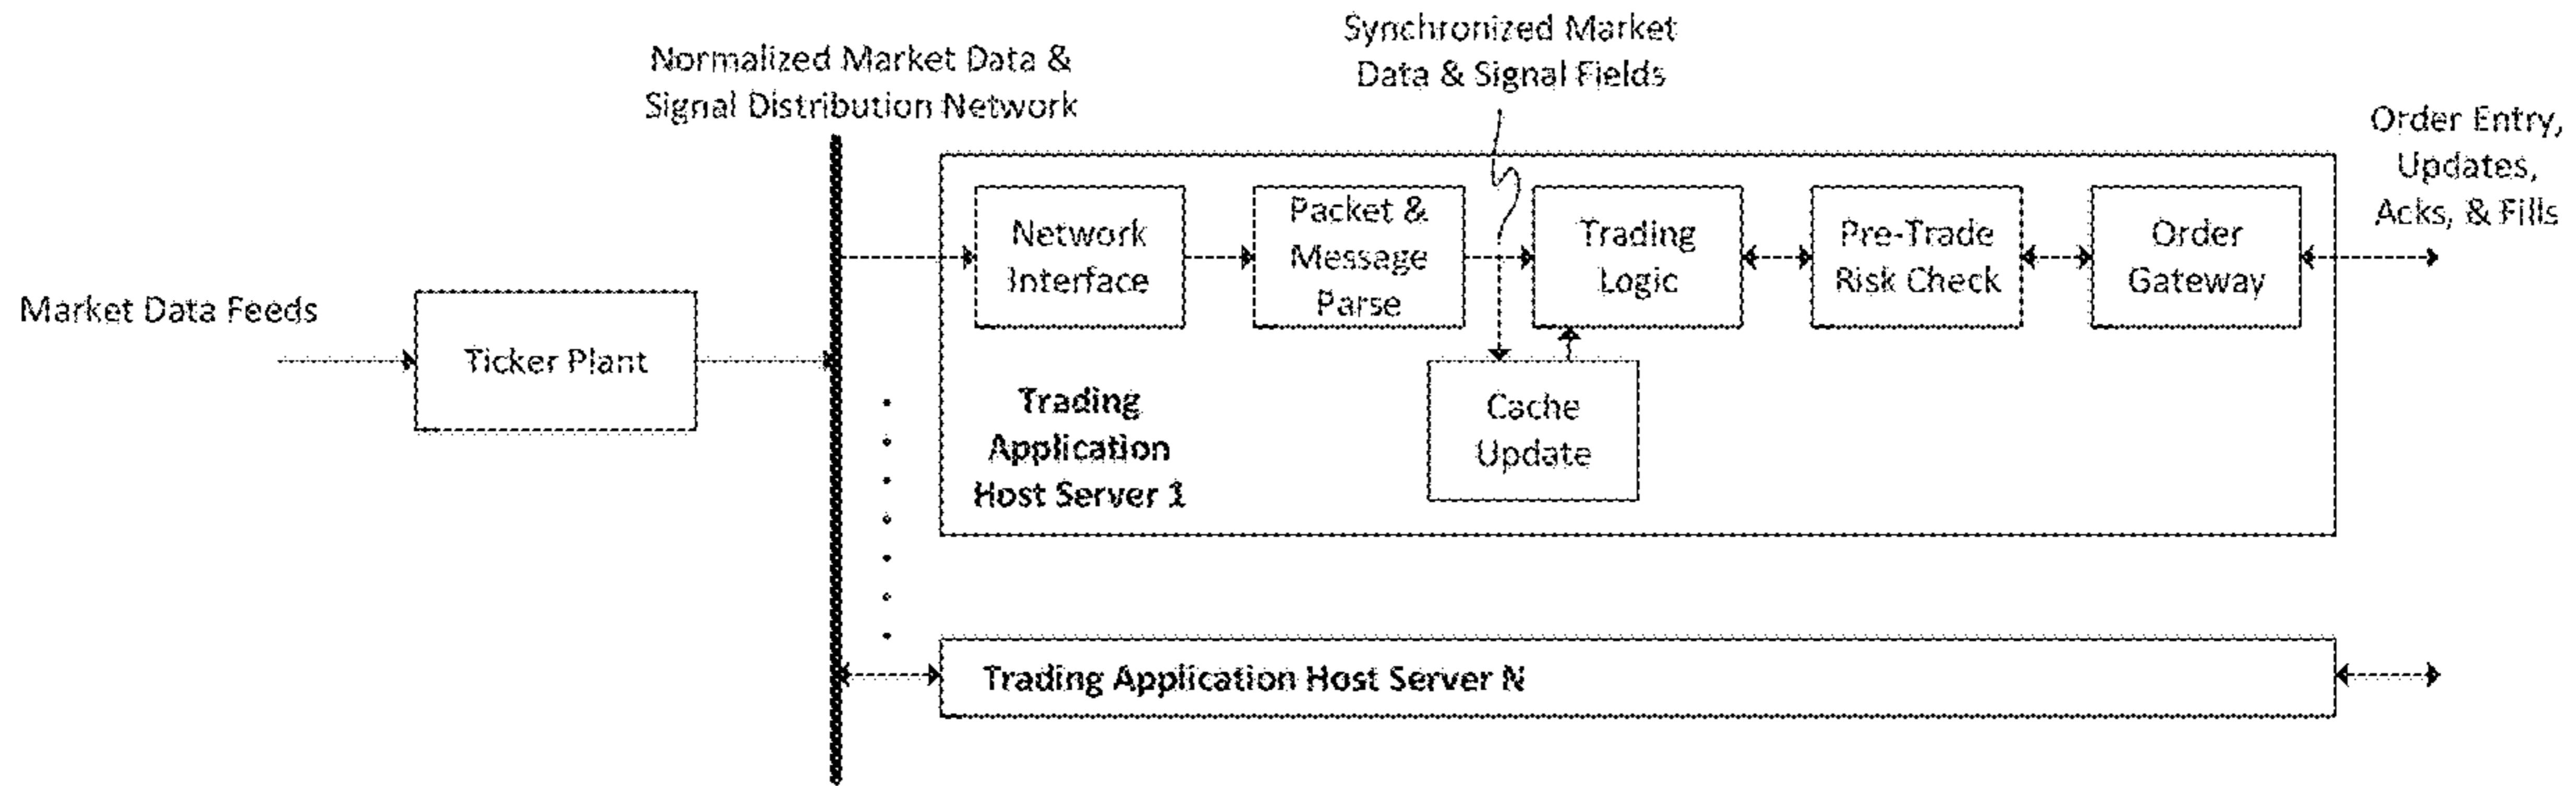 Synchronized Market
Data & Signal Fields
Normalized Market Data &
Signal Distribution Network
Order Entry,
Updates,
Acks, & Fills
Network
Interface
Packet &
Message
Parse
Trading
Logic
Pre-Trade
Risk Check
Order
Gateway
Market Data Feeds
Ticker Plant
Trading
Application
Host Server 1
Cache
Update
Trading Application Host Server N